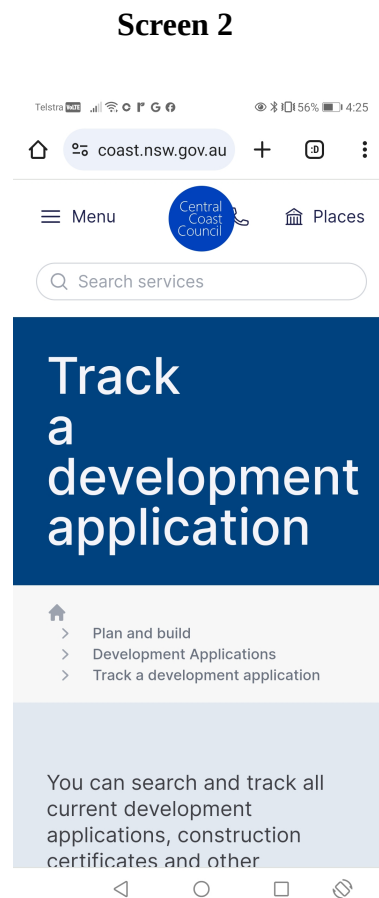 Screen 2
Telstra VoLTE 56% 4:25
coast.nsw.gov.au :D
Menu
Central
Coast
Council
Places
Search services
Track
a
development
application
Plan and build
Development Applications
Track a development application
You can search and track all
current development
applications, construction
certificates and other